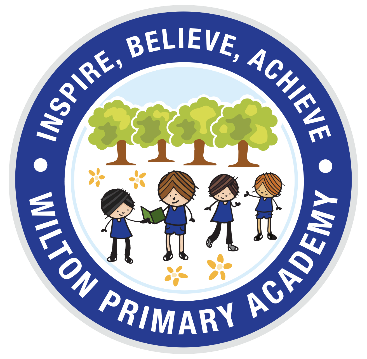 INSPIRE, BELIEVE, ACHIEVE
WILTON PRIMARY ACADEMY